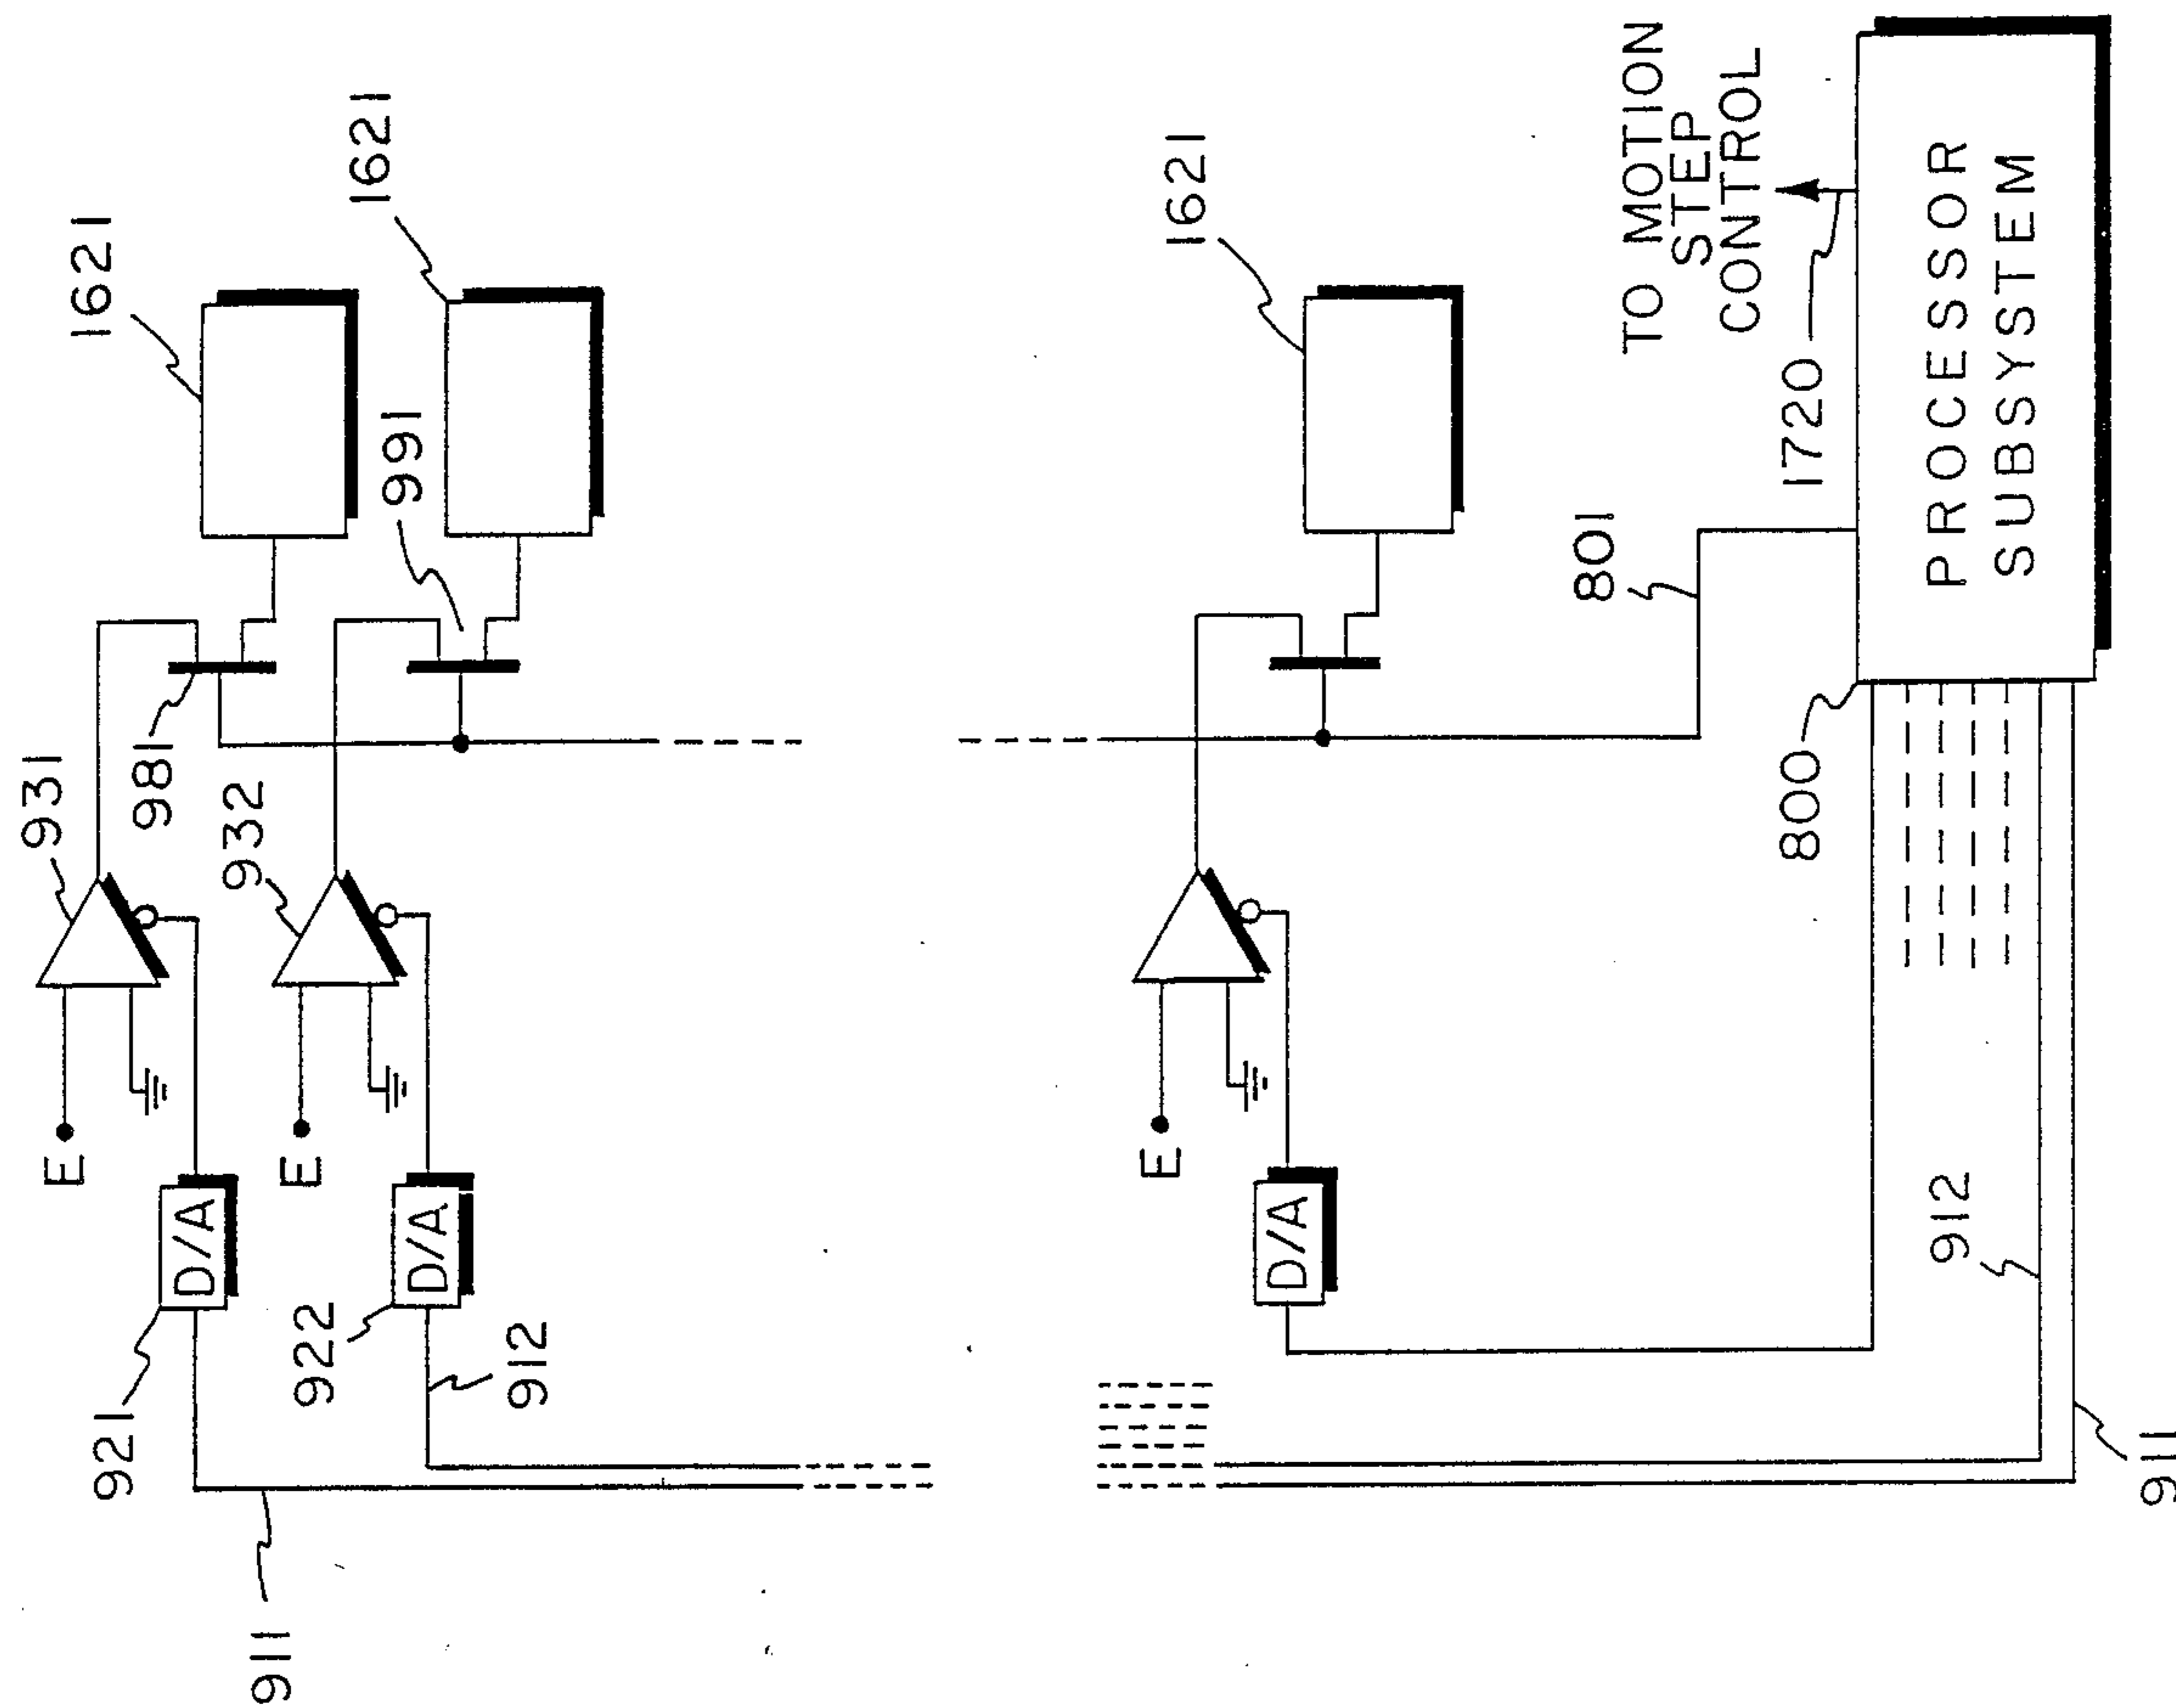 911
921
D/A
E
931
981
1621
922
D/A
E
932
991
1621
912
D/A
E
1621
801
TO MOTION
STEP
CONTROL
1720
800
PROCESSOR
SUBSYSTEM
912
911